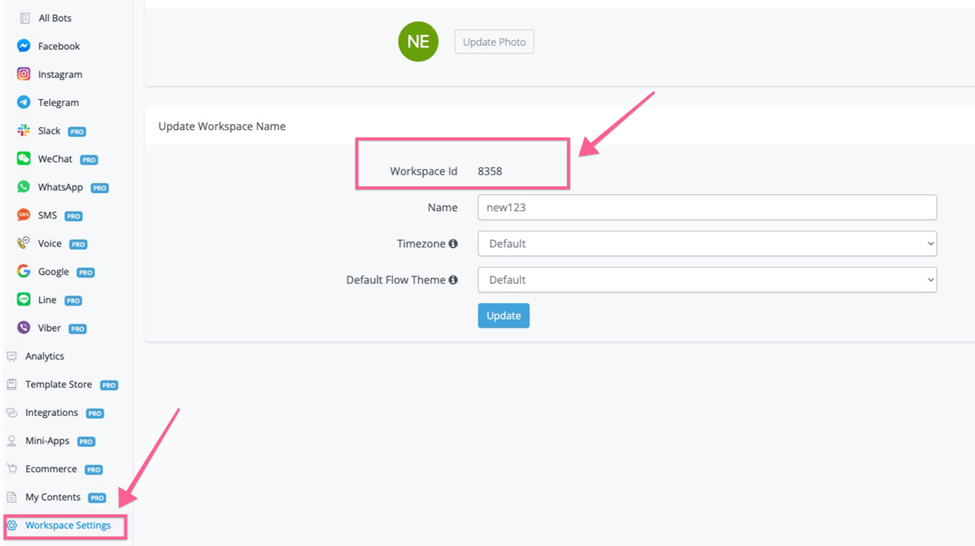 All Bots
Facebook
Instagram
Telegram
Slack PRO
WeChat PRO
WhatsApp PRO
SMS PRO
Voice PRO
Google PRO
Line PRO
Viber PRO
Analytics
Template Store PRO
Integrations PRO
Mini-Apps PRO
Ecommerce PRO
My Contents PRO
Workspace Settings
NE Update Photo
Update Workspace Name
Workspace Id 8358
Name new123
Timezone Default
Default Flow Theme Default
Update